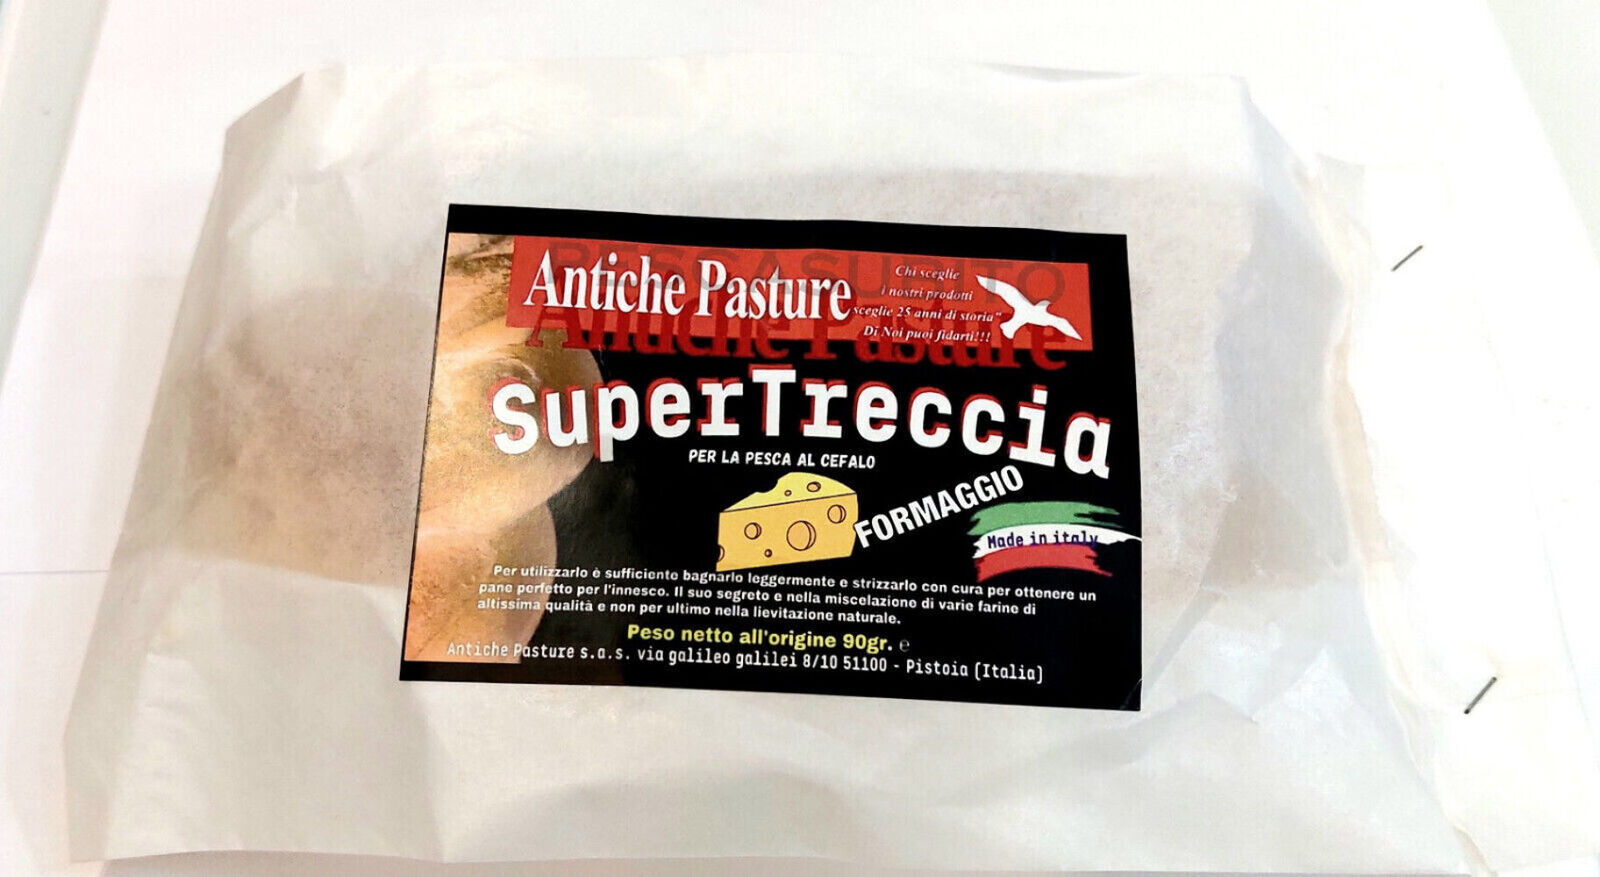 PESCASUBITO
Antiche Pasture
Chi sceglie
i nostri prodotti
sceglie 25 anni di storia"
Di Noi puoi fidarti!!!
Antiche Pasture
SuperTreccia
PER LA PESCA AL CEFALO
FORMAGGIO
Made in italy
Per utilizzarlo è sufficiente bagnarlo leggermente e strizzarlo con cura per ottenere un
pane perfetto per l'innesco. Il suo segreto e nella miscelazione di varie farine di
altissima qualità e non per ultimo nella lievitazione naturale.
Peso netto all'origine 90gr. ℮
Antiche Pasture s.a.s. via galileo galilei 8/10 51100 - Pistoia (Italia)